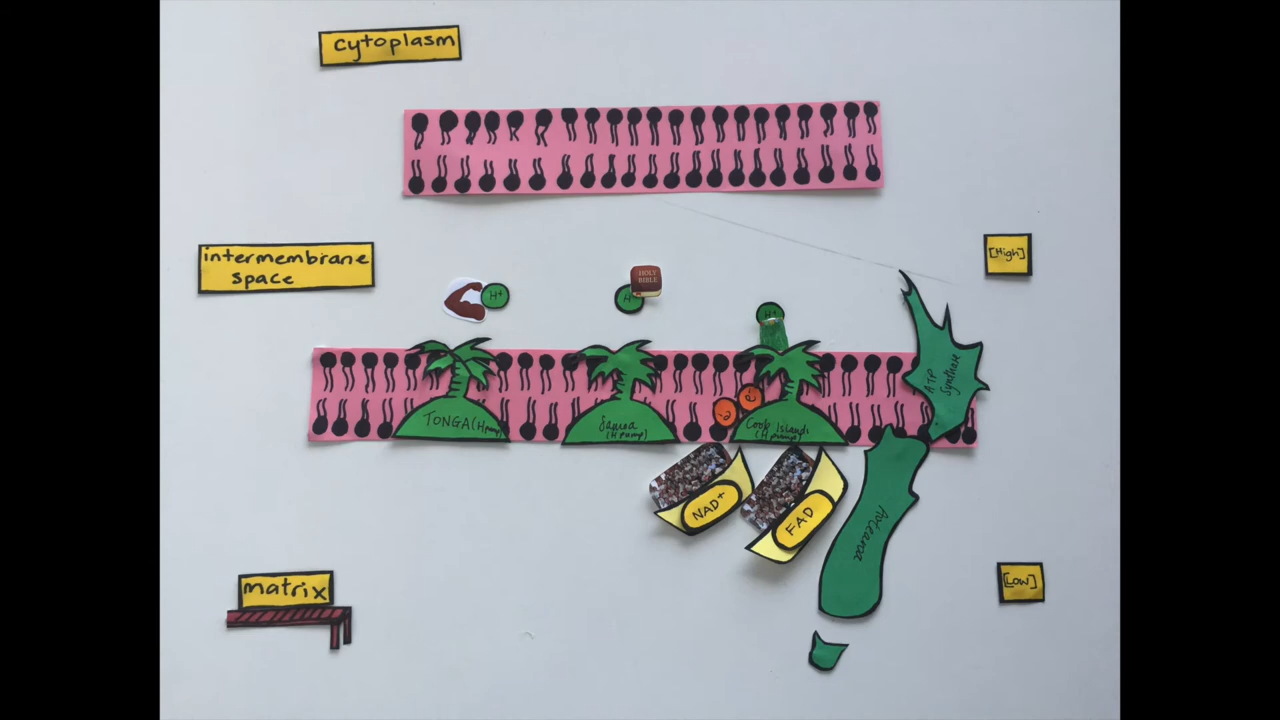 cytoplasm
intermembrane
space
[High]
H+
HOLY
BIBLE
H+
H+
ATP
Synthase
e-
e-
TONGA (H pump)
Samoa
(H pump)
Cook Islands
(H pump)
NAD+
FAD
Aotearoa
matrix
[Low]